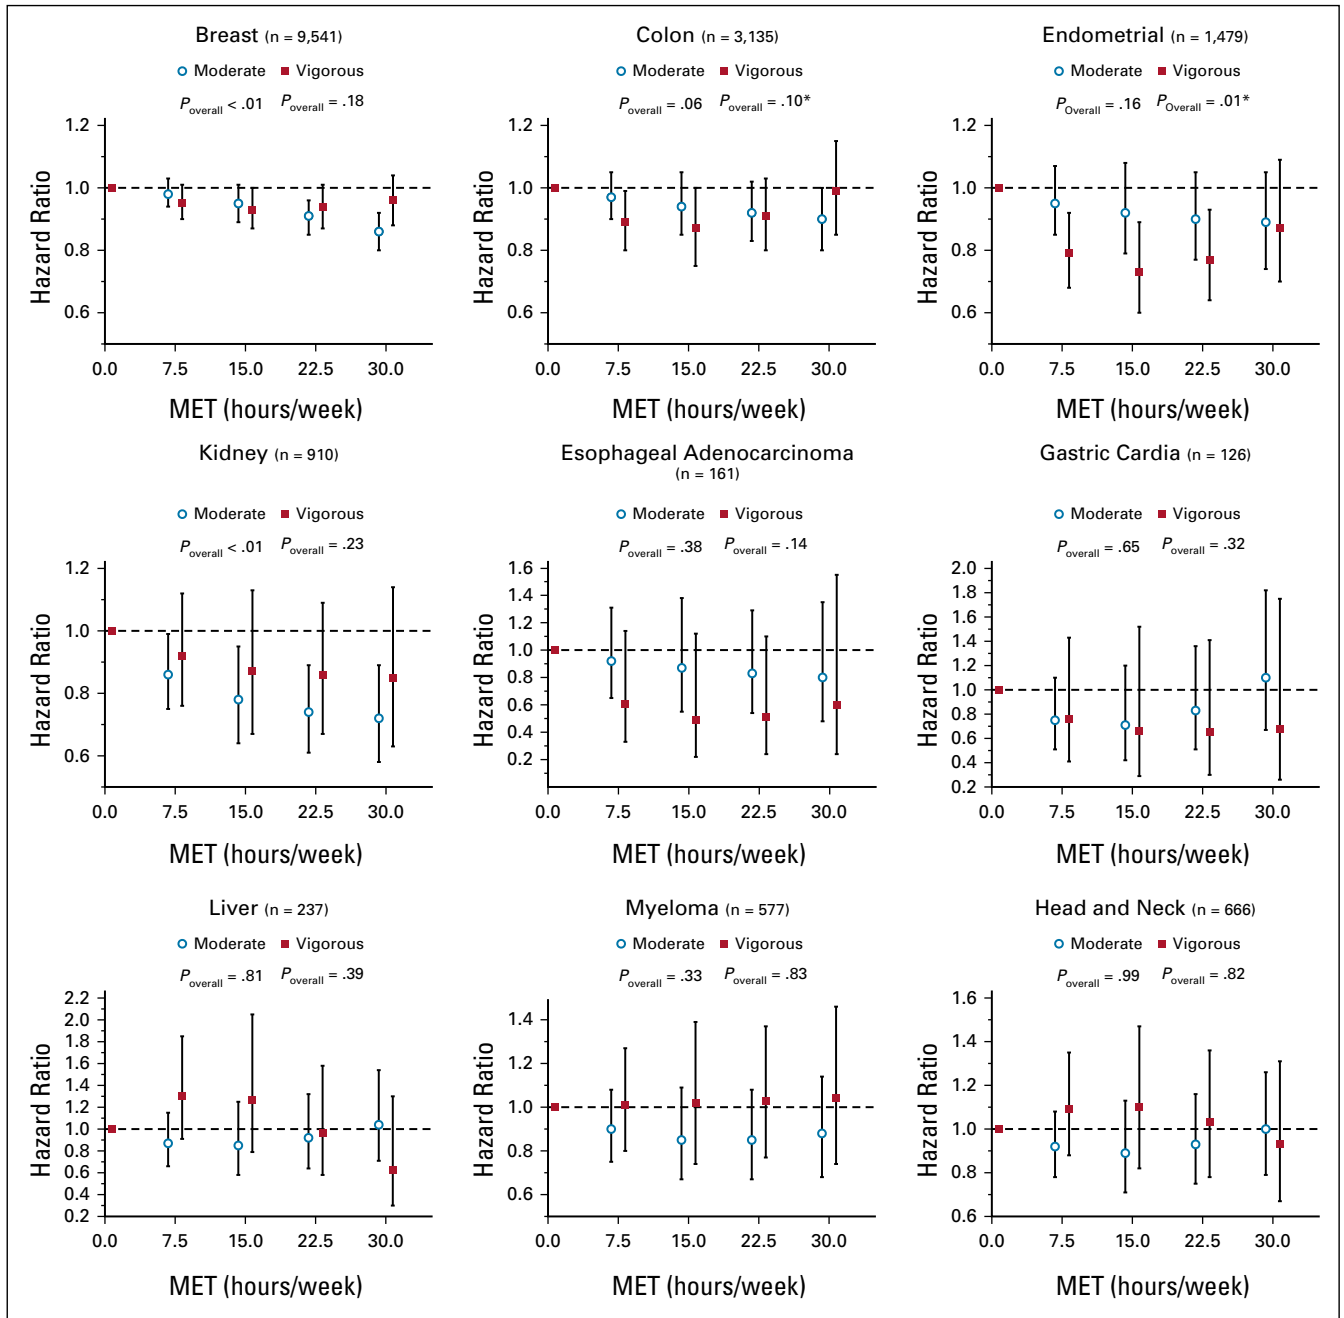 Breast (n = 9,541)
Moderate Vigorous
Poverall < .01 Poverall = .18
1.2
1.0
0.8
0.6
Hazard Ratio
0.0 7.5 15.0 22.5 30.0
MET (hours/week)
Colon (n = 3,135)
Moderate Vigorous
Poverall = .06 Poverall = .10*
1.2
1.0
0.8
0.6
Hazard Ratio
0.0 7.5 15.0 22.5 30.0
MET (hours/week)
Endometrial (n = 1,479)
Moderate Vigorous
POverall = .16 POverall = .01*
1.2
1.0
0.8
0.6
Hazard Ratio
0.0 7.5 15.0 22.5 30.0
MET (hours/week)
Kidney (n = 910)
Moderate Vigorous
Poverall < .01 Poverall = .23
1.2
1.0
0.8
0.6
Hazard Ratio
0.0 7.5 15.0 22.5 30.0
MET (hours/week)
Esophageal Adenocarcinoma
(n = 161)
Moderate Vigorous
Poverall = .38 Poverall = .14
1.6
1.4
1.2
1.0
0.8
0.6
0.4
0.2
Hazard Ratio
0.0 7.5 15.0 22.5 30.0
MET (hours/week)
Gastric Cardia (n = 126)
Moderate Vigorous
Poverall = .65 Poverall = .32
2.0
1.8
1.6
1.4
1.2
1.0
0.8
0.6
0.4
0.2
Hazard Ratio
0.0 7.5 15.0 22.5 30.0
MET (hours/week)
Liver (n = 237)
Moderate Vigorous
Poverall = .81 Poverall = .39
2.2
2.0
1.8
1.6
1.4
1.2
1.0
0.8
0.6
0.4
0.2
Hazard Ratio
0.0 7.5 15.0 22.5 30.0
MET (hours/week)
Myeloma (n = 577)
Moderate Vigorous
Poverall = .33 Poverall = .83
1.4
1.2
1.0
0.8
0.6
Hazard Ratio
0.0 7.5 15.0 22.5 30.0
MET (hours/week)
Head and Neck (n = 666)
Moderate Vigorous
Poverall = .99 Poverall = .82
1.6
1.4
1.2
1.0
0.8
0.6
Hazard Ratio
0.0 7.5 15.0 22.5 30.0
MET (hours/week)